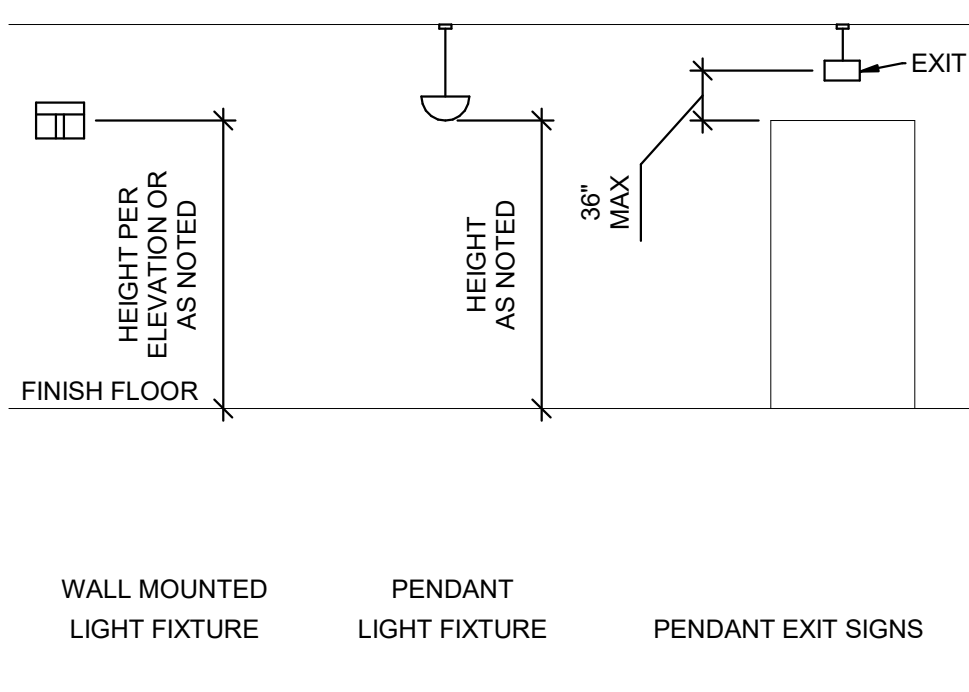 EXIT
HEIGHT PER
ELEVATION OR
AS NOTED
HEIGHT
AS NOTED
36"
MAX
FINISH FLOOR
WALL MOUNTED
LIGHT FIXTURE
PENDANT
LIGHT FIXTURE
PENDANT EXIT SIGNS